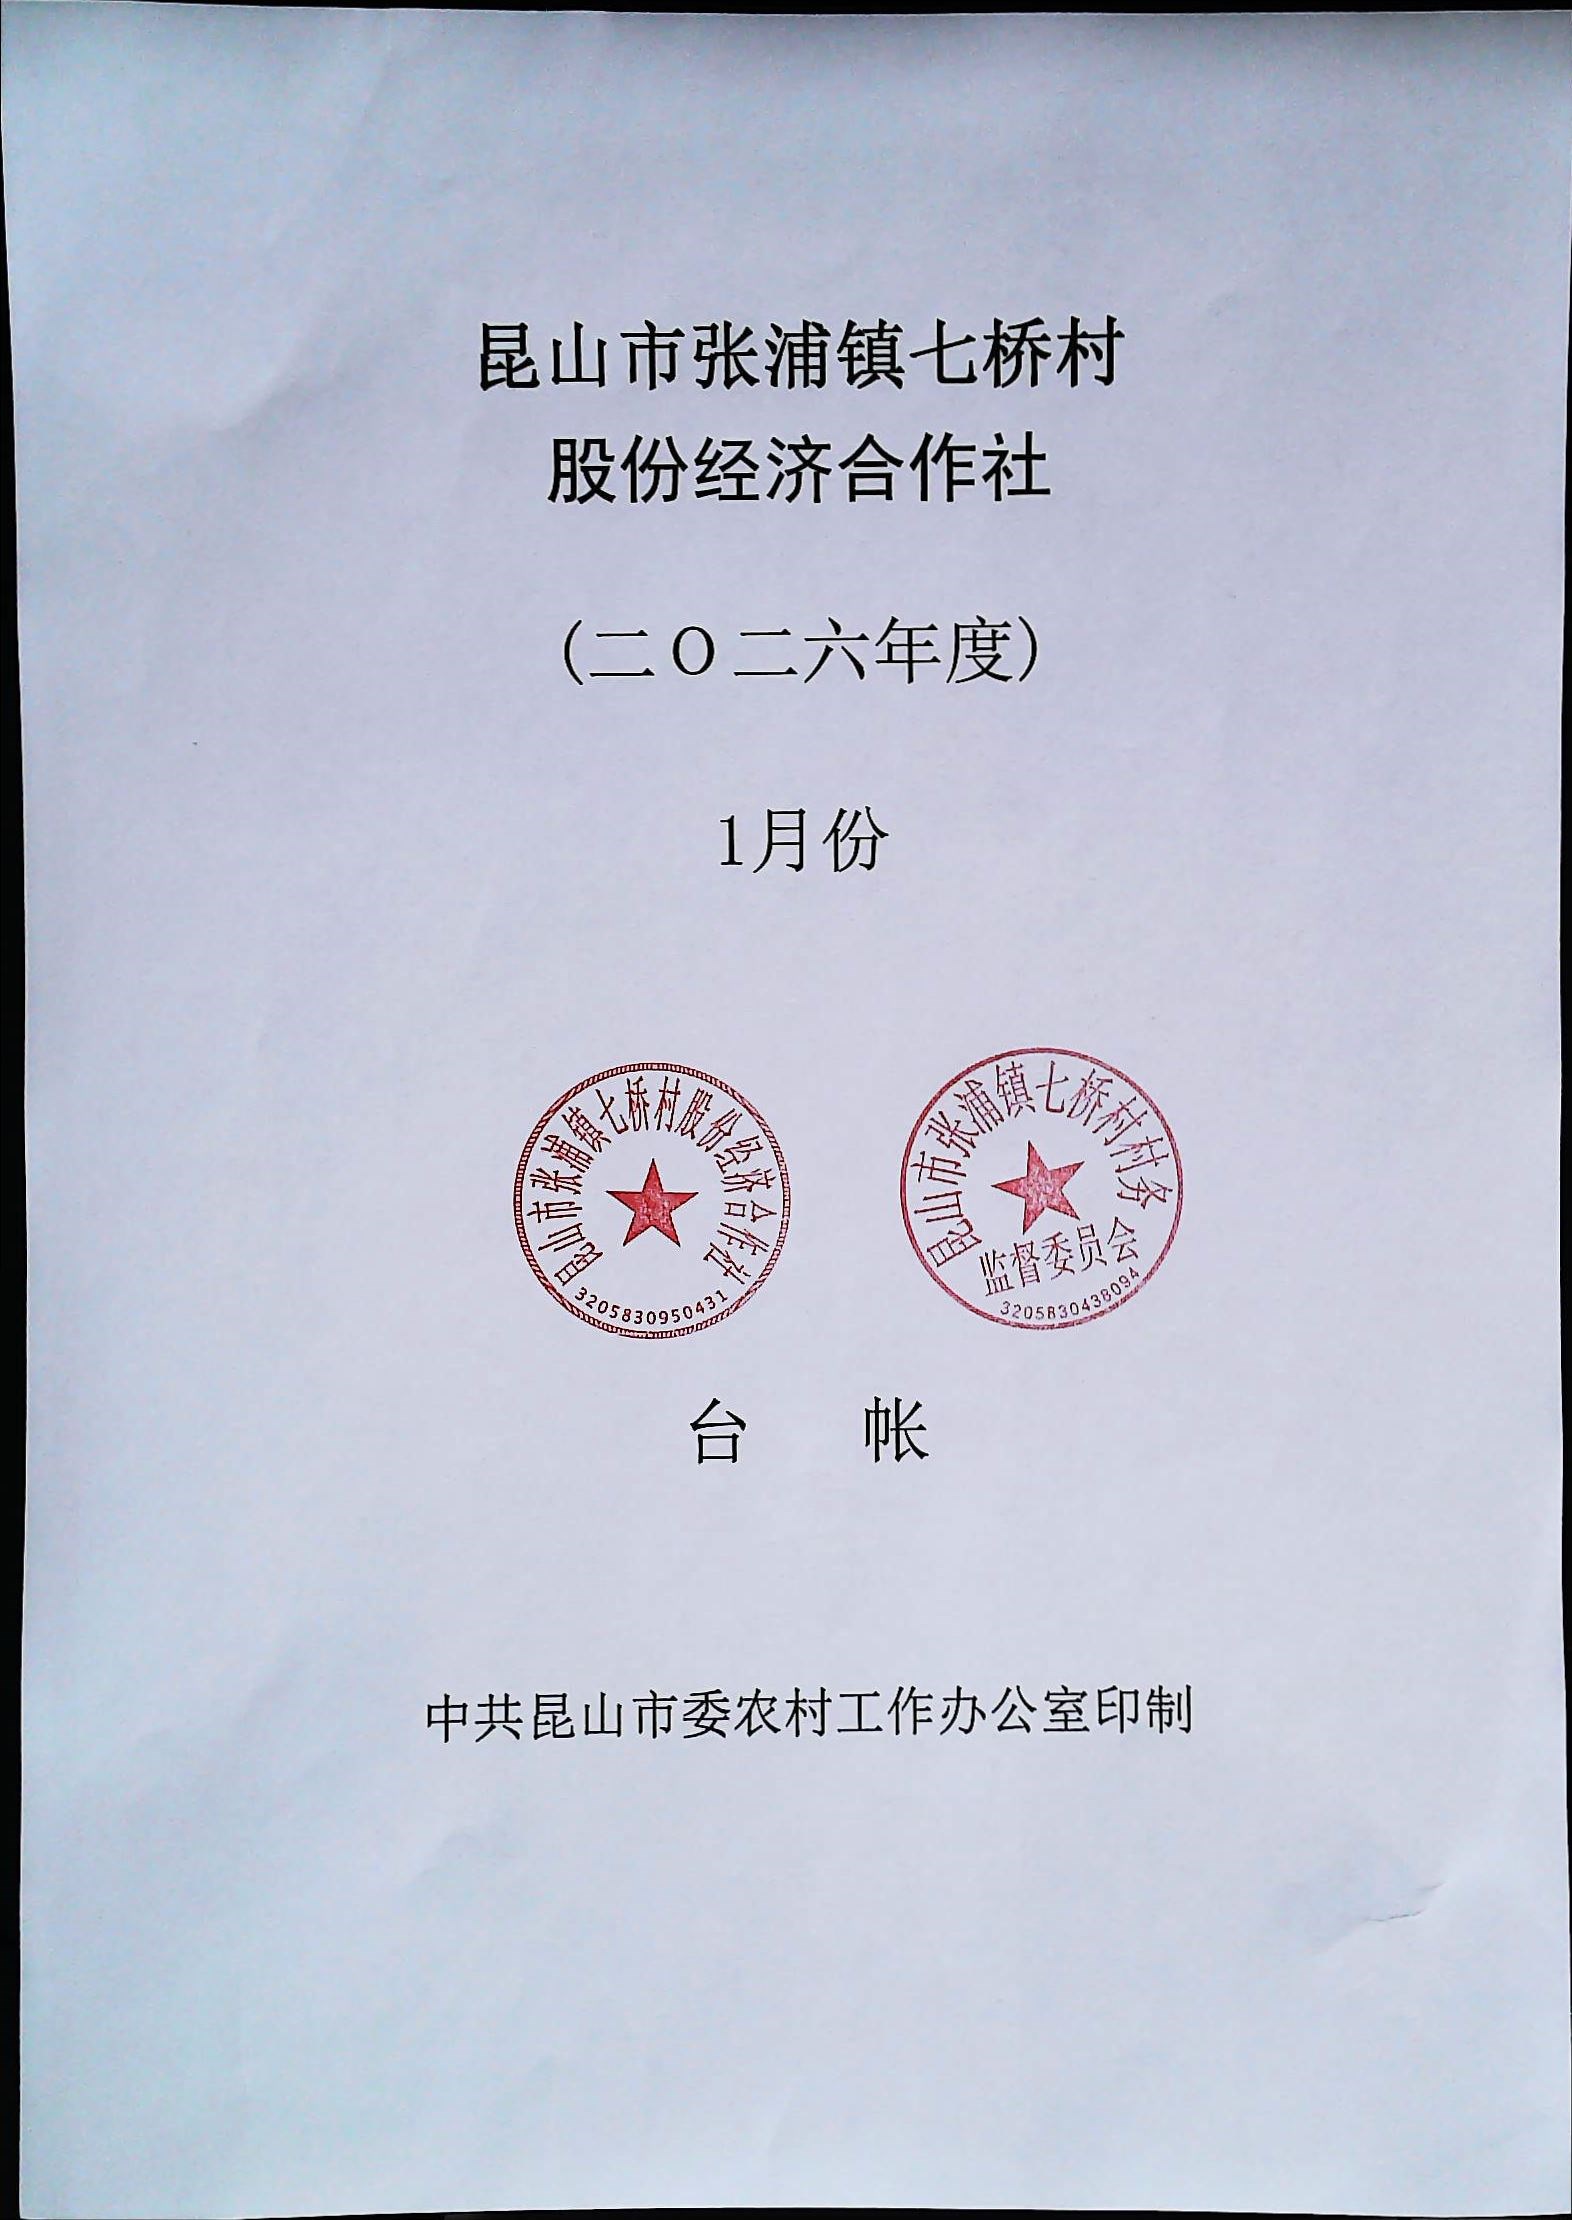 昆山市张浦镇七桥村
股份经济合作社
(二O二六年度)
1月份
昆山市张浦镇七桥村股份经济合作社
3205830950431
昆山市张浦镇七桥村村务
监督委员会
3205830438094
台 帐
中共昆山市委农村工作办公室印制